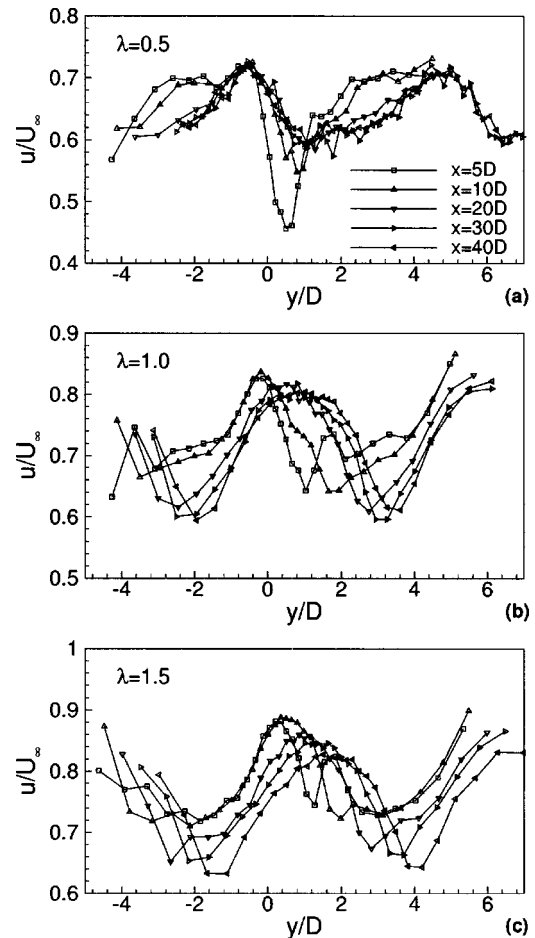 λ=0.5
0.8
0.7
0.6
0.5
0.4
u/U∞
x=5D
x=10D
x=20D
x=30D
x=40D
-4 -2 0 2 4 6
y/D
(a)
λ=1.0
0.9
0.8
0.7
0.6
0.5
u/U∞
-4 -2 0 2 4 6
y/D
(b)
λ=1.5
1
0.9
0.8
0.7
0.6
u/U∞
-4 -2 0 2 4 6
y/D
(c)